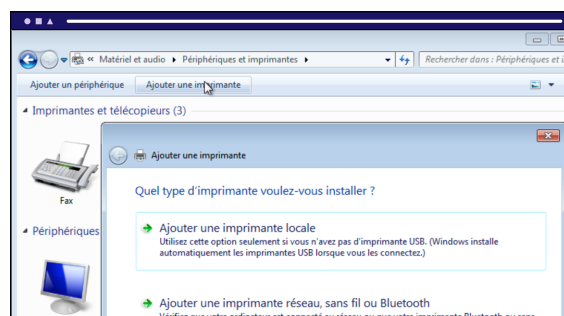 « Matériel et audio ▸ Périphériques et imprimantes ▸
Rechercher dans : Périphériques et i
Ajouter un périphérique Ajouter une imprimante
Imprimantes et télécopieurs (3)
Ajouter une imprimante
Quel type d'imprimante voulez-vous installer ?
Fax
Ajouter une imprimante locale
Utilisez cette option seulement si vous n'avez pas d'imprimante USB. (Windows installe
automatiquement les imprimantes USB lorsque vous les connectez.)
Périphériques
Ajouter une imprimante réseau, sans fil ou Bluetooth